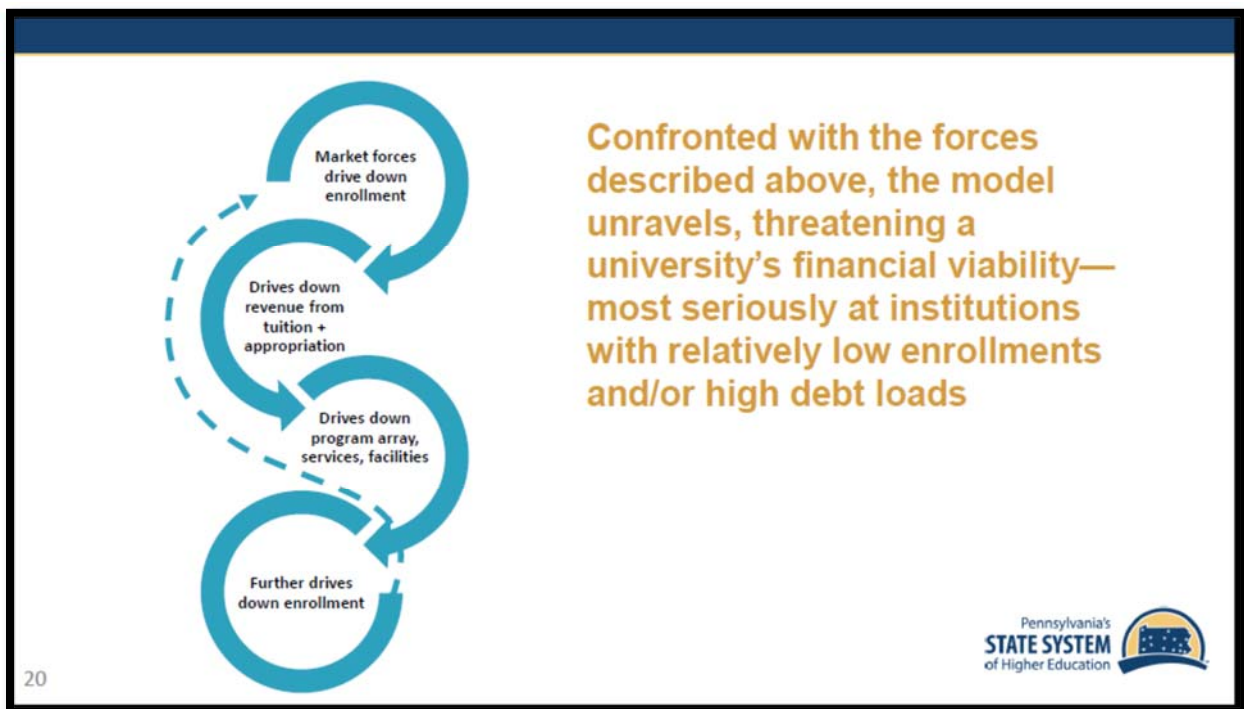 Market forces
drive down
enrollment
Drives down
revenue from
tuition +
appropriation
Drives down
program array,
services, facilities
Further drives
down enrollment
Confronted with the forces
described above, the model
unravels, threatening a
university’s financial viability—
most seriously at institutions
with relatively low enrollments
and/or high debt loads
Pennsylvania's
STATE SYSTEM
of Higher Education
20